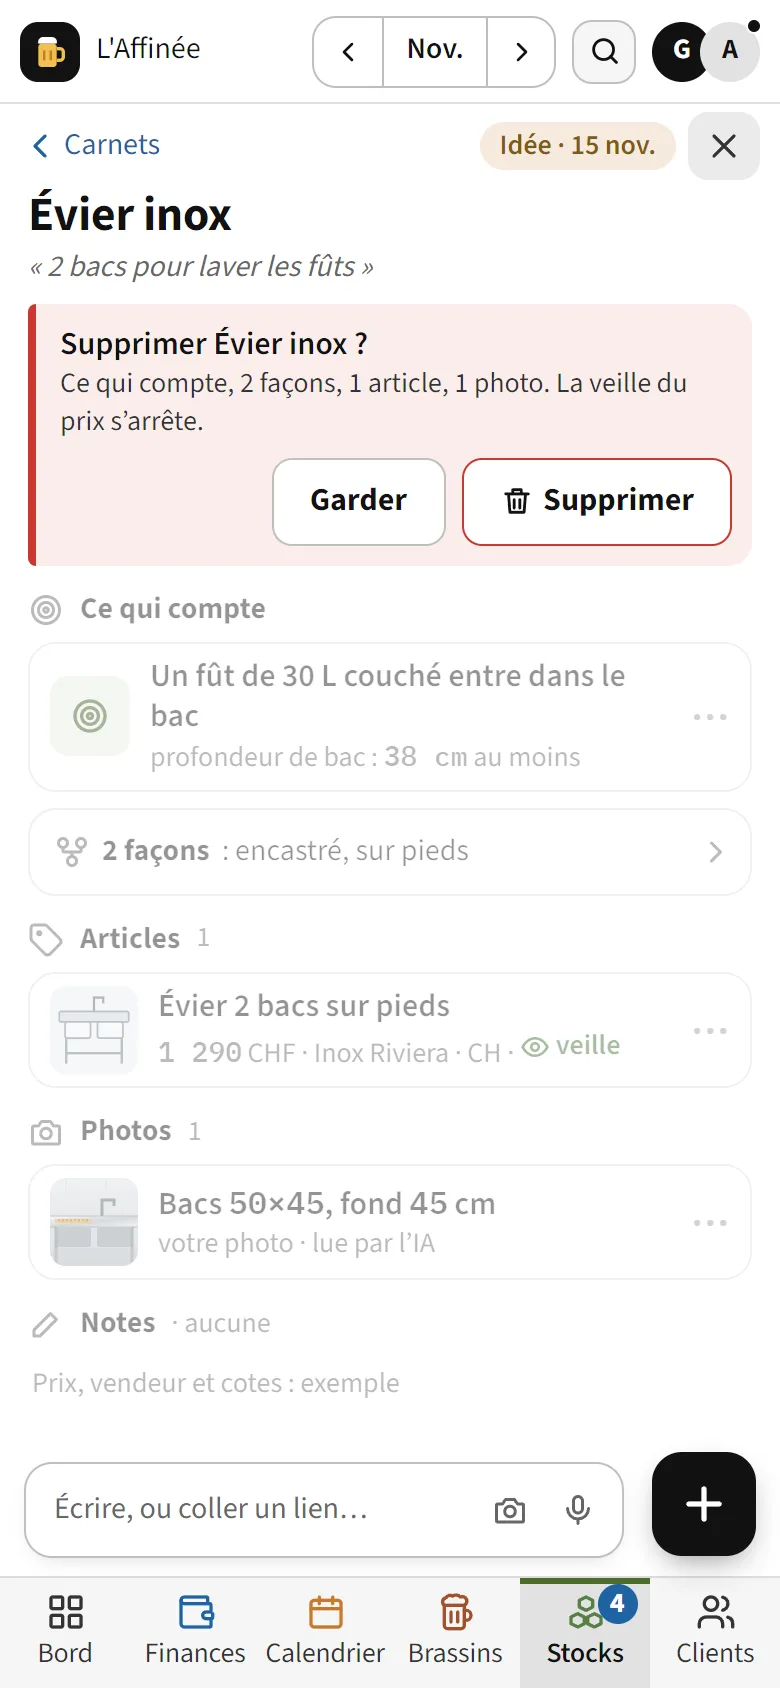 L'Affinée
Nov.
G
A
Carnets
Idée · 15 nov.
Évier inox
« 2 bacs pour laver les fûts »
Supprimer Évier inox ?
Ce qui compte, 2 façons, 1 article, 1 photo. La veille du
prix s’arrête.
Garder
Supprimer
Ce qui compte
Un fût de 30 L couché entre dans le
bac
profondeur de bac : 38 cm au moins
2 façons : encastré, sur pieds
Articles 1
Évier 2 bacs sur pieds
1 290 CHF · Inox Riviera · CH · veille
Photos 1
Bacs 50×45, fond 45 cm
votre photo · lue par l’IA
Notes · aucune
Prix, vendeur et cotes : exemple
Écrire, ou coller un lien…
4
Bord
Finances
Calendrier
Brassins
Stocks
Clients